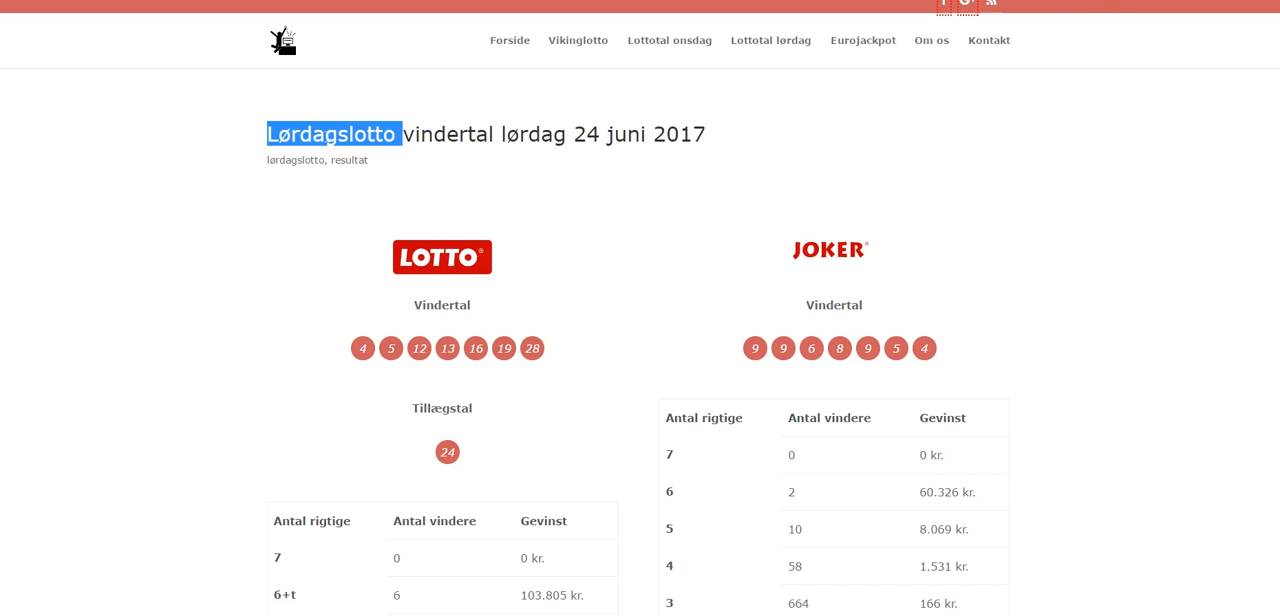 Forside Vikinglotto Lottotal onsdag Lottotal lørdag Eurojackpot Om os Kontakt
Lørdagslotto vindertal lørdag 24 juni 2017
lørdagslotto, resultat
LOTTO®
Vindertal
4 5 12 13 16 19 28
Tillægstal
24
Antal rigtige Antal vindere Gevinst
7 0 0 kr.
6+t 6 103.805 kr.
JOKER®
Vindertal
9 9 6 8 9 5 4
Antal rigtige Antal vindere Gevinst
7 0 0 kr.
6 2 60.326 kr.
5 10 8.069 kr.
4 58 1.531 kr.
3 664 166 kr.